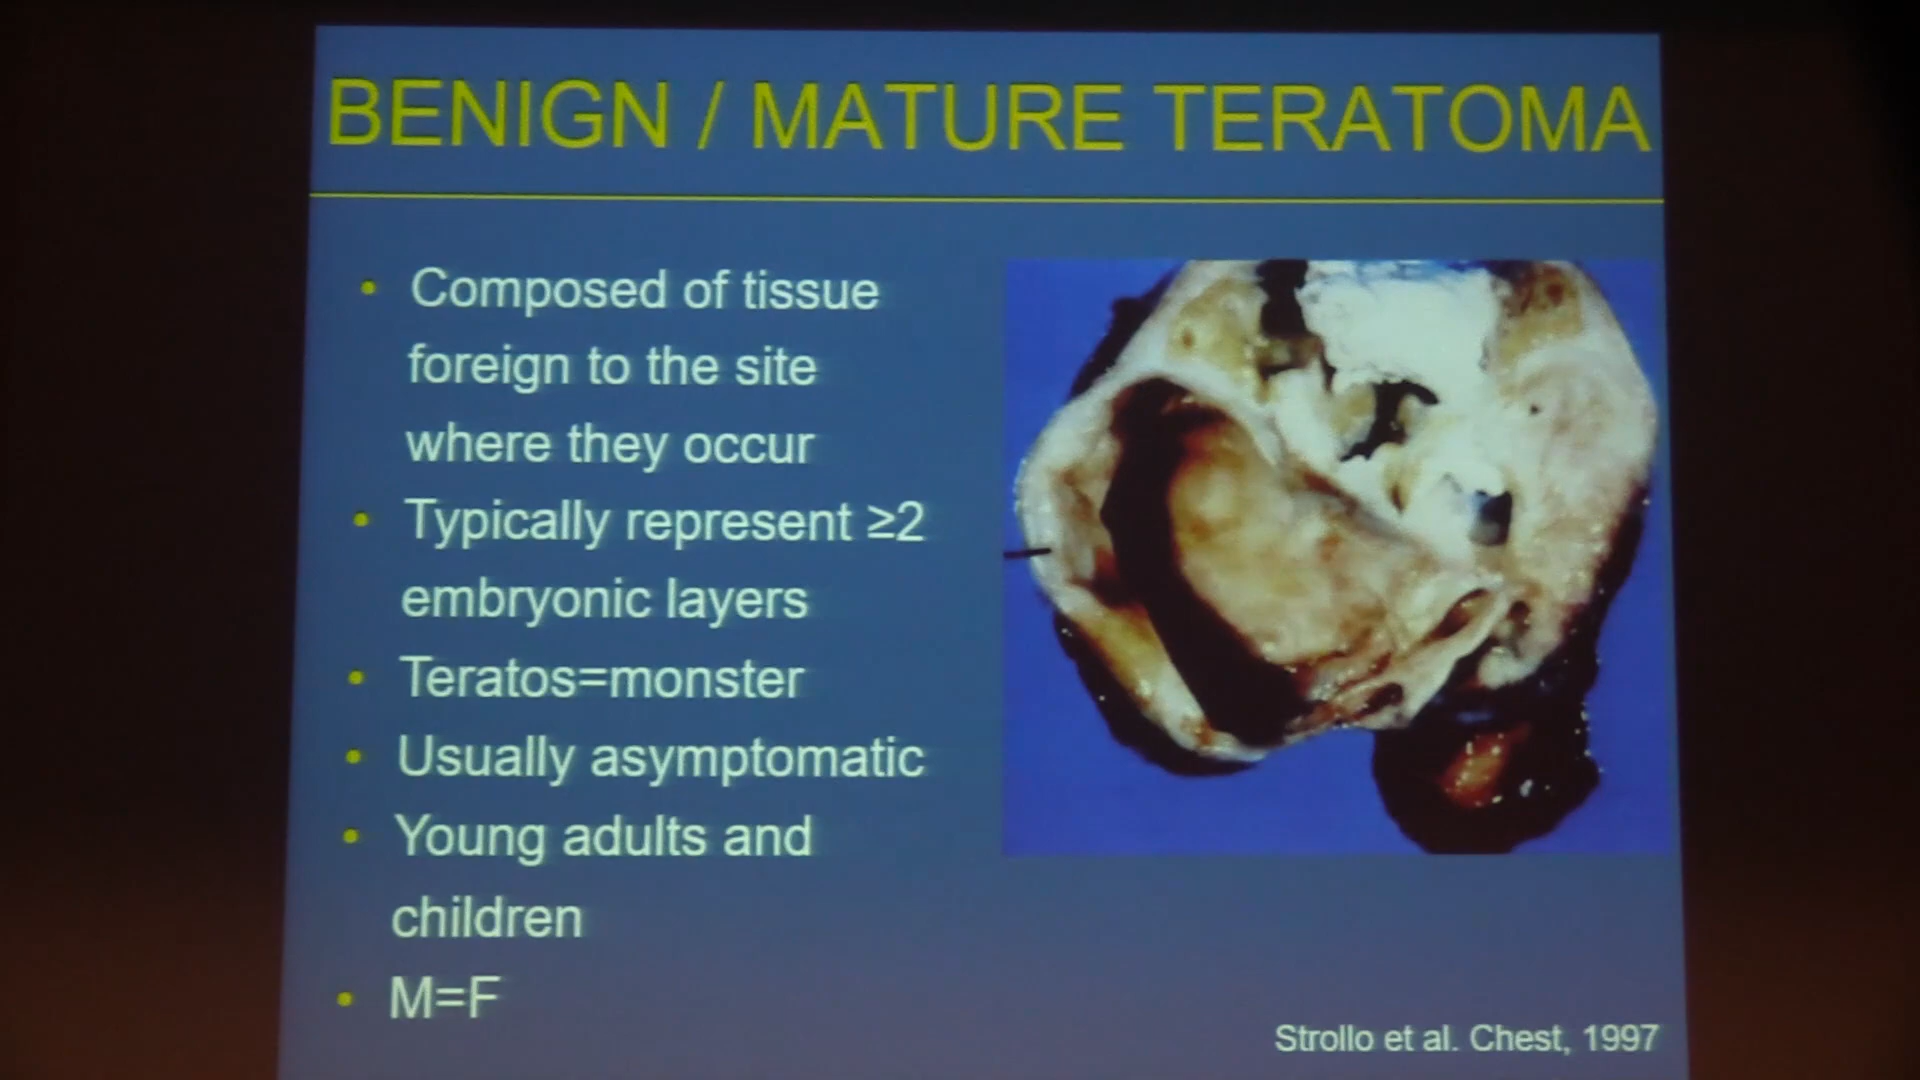 BENIGN / MATURE TERATOMA
• Composed of tissue
foreign to the site
where they occur
• Typically represent ≥2
embryonic layers
• Teratos=monster
• Usually asymptomatic
• Young adults and
children
• M=F
Strollo et al. Chest, 1997